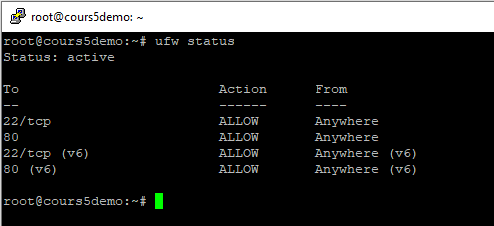 root@cours5demo: ~
root@cours5demo:~# ufw status
Status: active
To Action From
-- ------ ----
22/tcp ALLOW Anywhere
80 ALLOW Anywhere
22/tcp (v6) ALLOW Anywhere (v6)
80 (v6) ALLOW Anywhere (v6)
root@cours5demo:~#